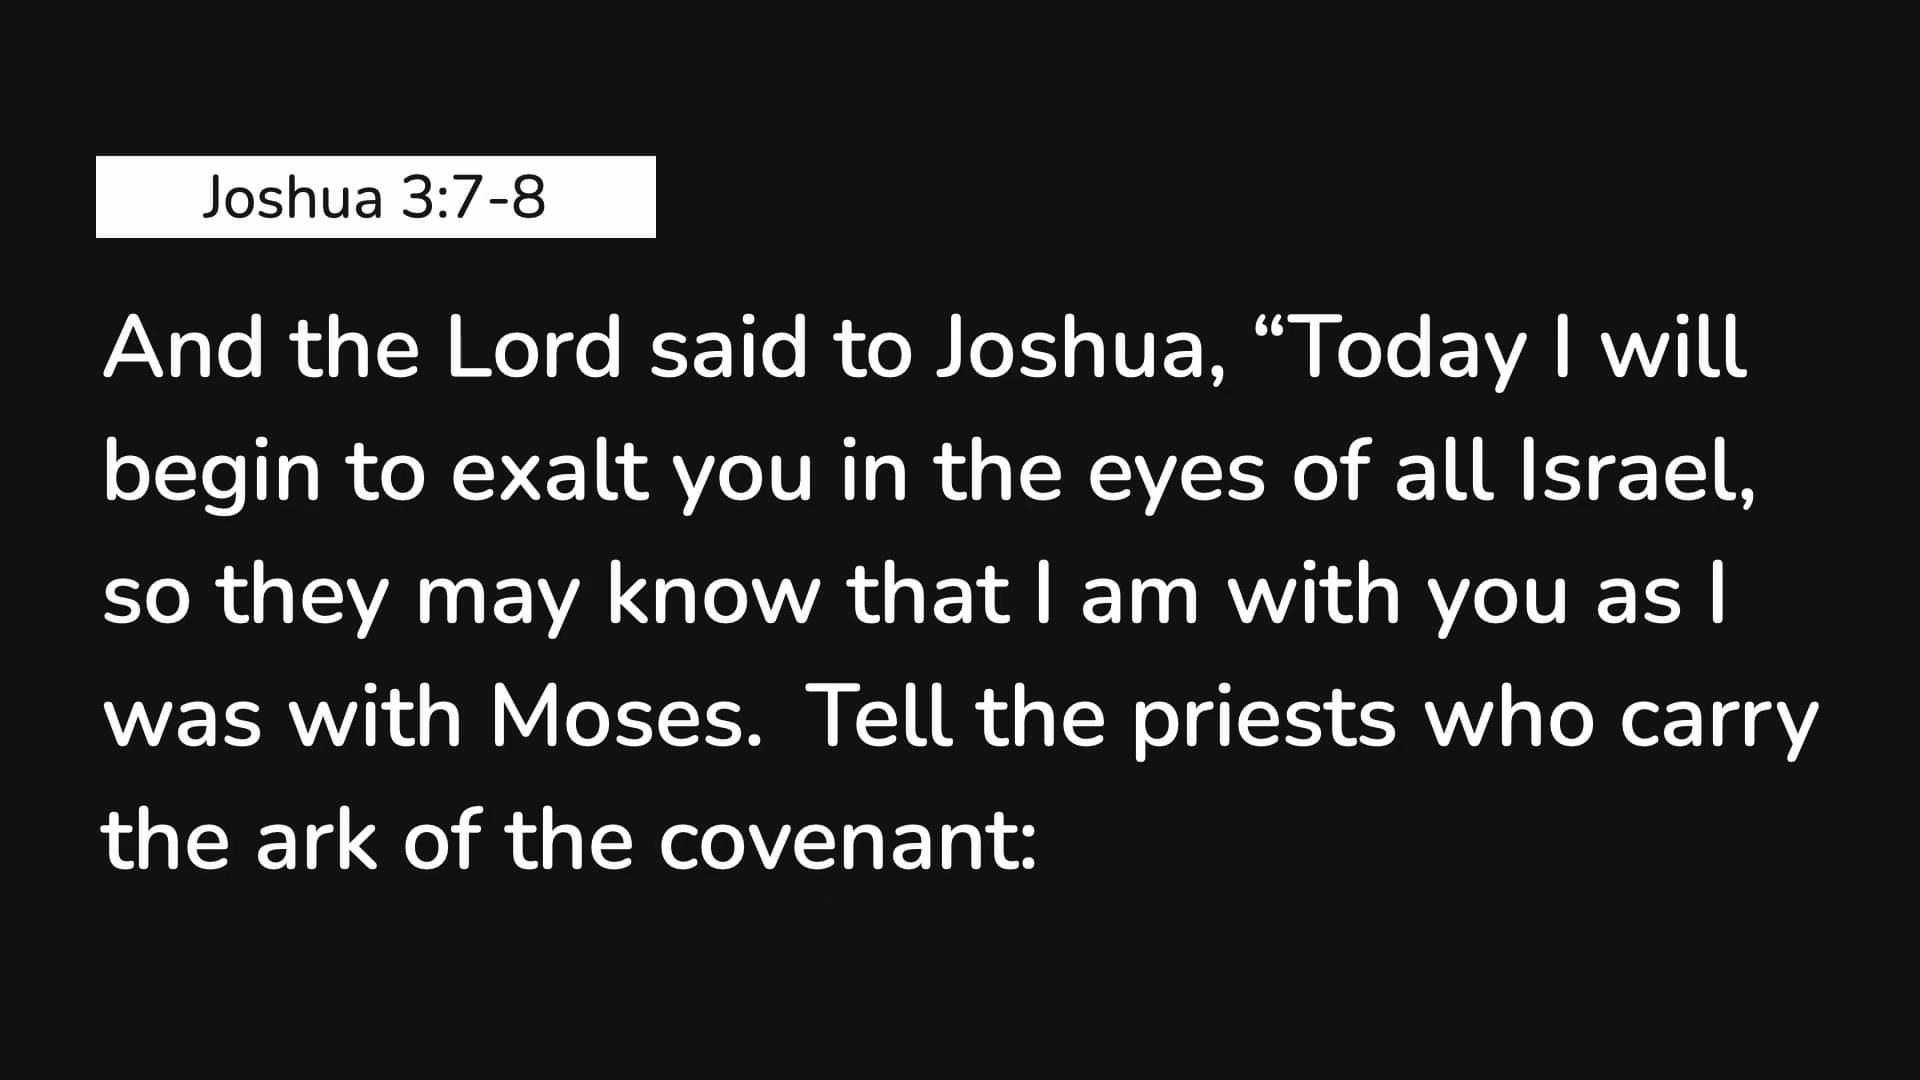 Joshua 3:7-8
And the Lord said to Joshua, “Today I will
begin to exalt you in the eyes of all Israel,
so they may know that I am with you as I
was with Moses.  Tell the priests who carry
the ark of the covenant: